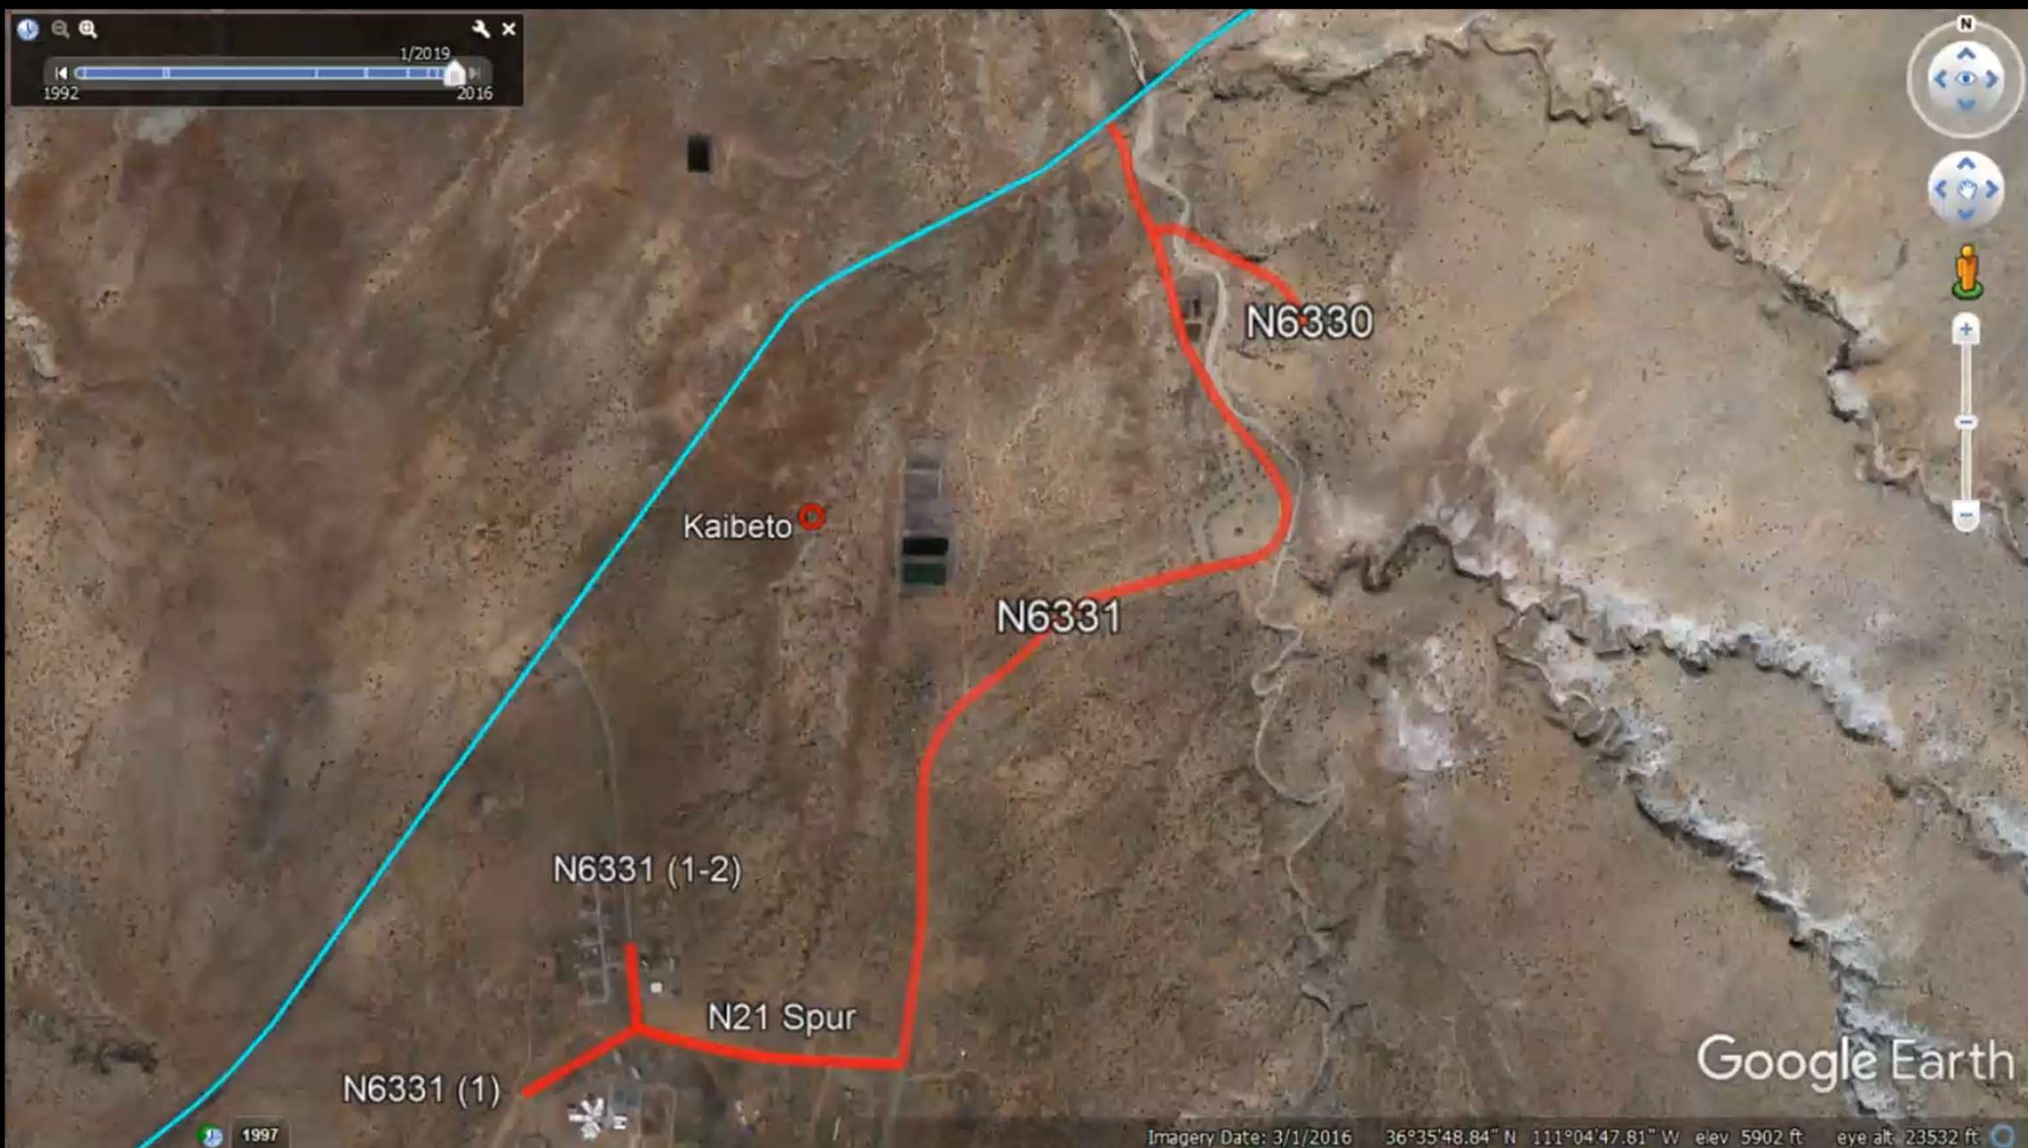 1/2019
1992
2016
N
N6330
Kaibeto
N6331
N6331 (1-2)
N21 Spur
N6331 (1)
Google Earth
1997
Imagery Date: 3/1/2016 36°35'48.84" N 111°04'47.81" W elev 5902 ft eye alt 23532 ft